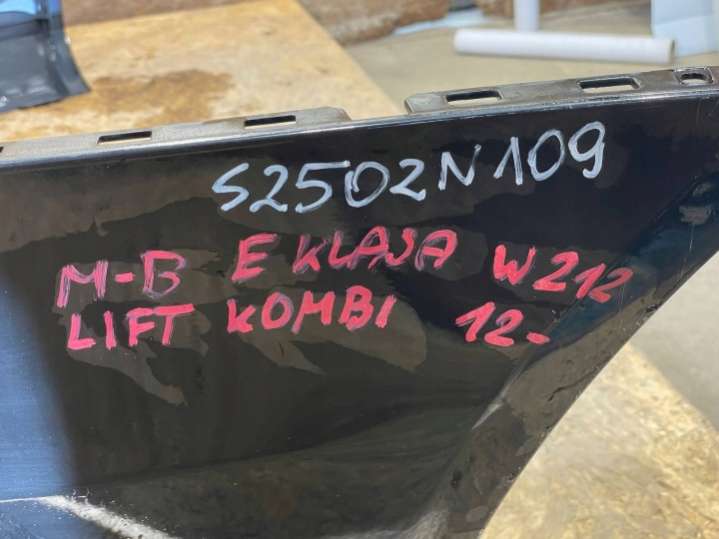 S2502N109
M-B E KLASA W212
LIFT KOMBI 12-